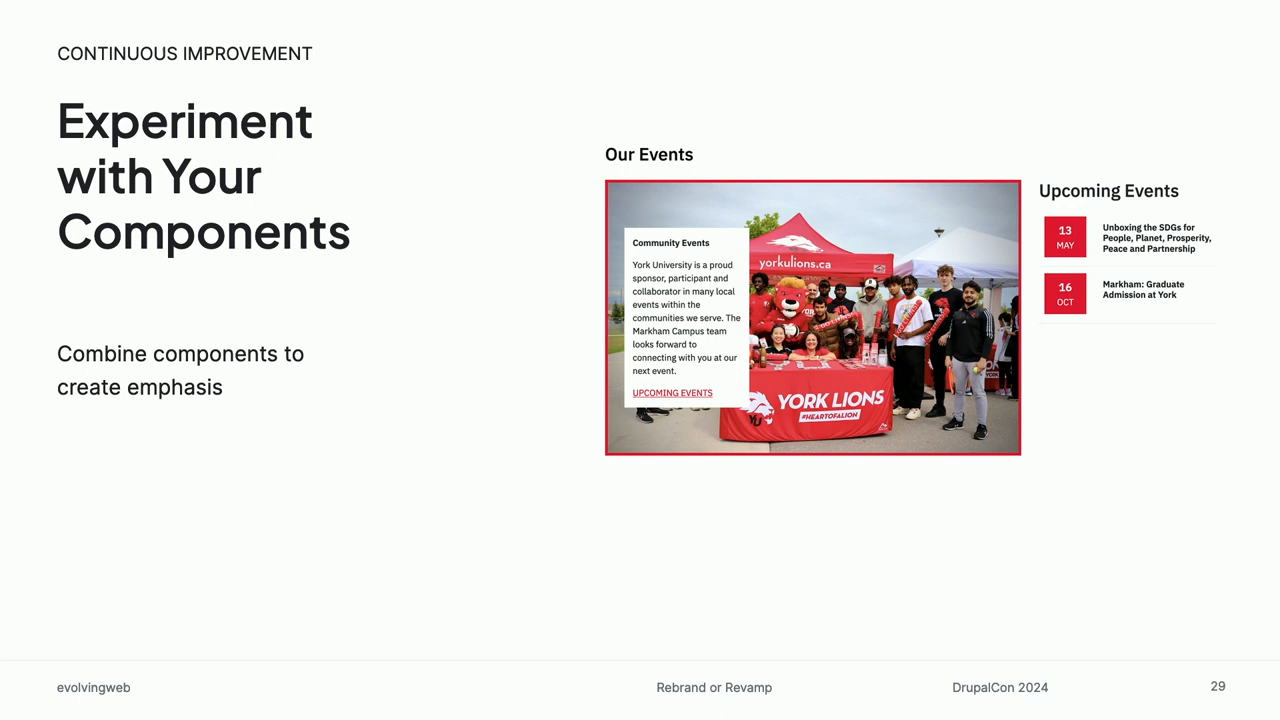 CONTINUOUS IMPROVEMENT
Experiment
with Your
Components
Combine components to
create emphasis
Our Events
Community Events
York University is a proud
sponsor, participant and
collaborator in many local
events within the
communities we serve. The
Markham Campus team
looks forward to
connecting with you at our
next event.
UPCOMING EVENTS
yorkulions.ca
YORK LIONS
#HEARTOFALION
YU
Upcoming Events
13
MAY
Unboxing the SDGs for
People, Planet, Prosperity,
Peace and Partnership
16
OCT
Markham: Graduate
Admission at York
evolvingweb
Rebrand or Revamp
DrupalCon 2024
29